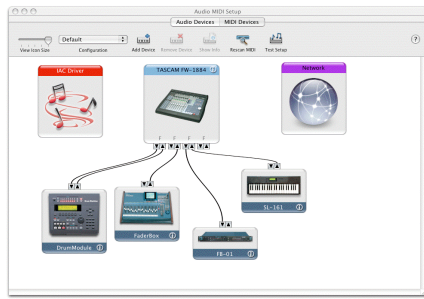 Audio MIDI Setup
Audio Devices MIDI Devices
Default
View Icon Size Configuration Add Device Remove Device Show Info Rescan MIDI Test Setup ?
IAC Driver
TASCAM FW-1884
Network
DrumModule
FaderBox
FB-01
SL-161